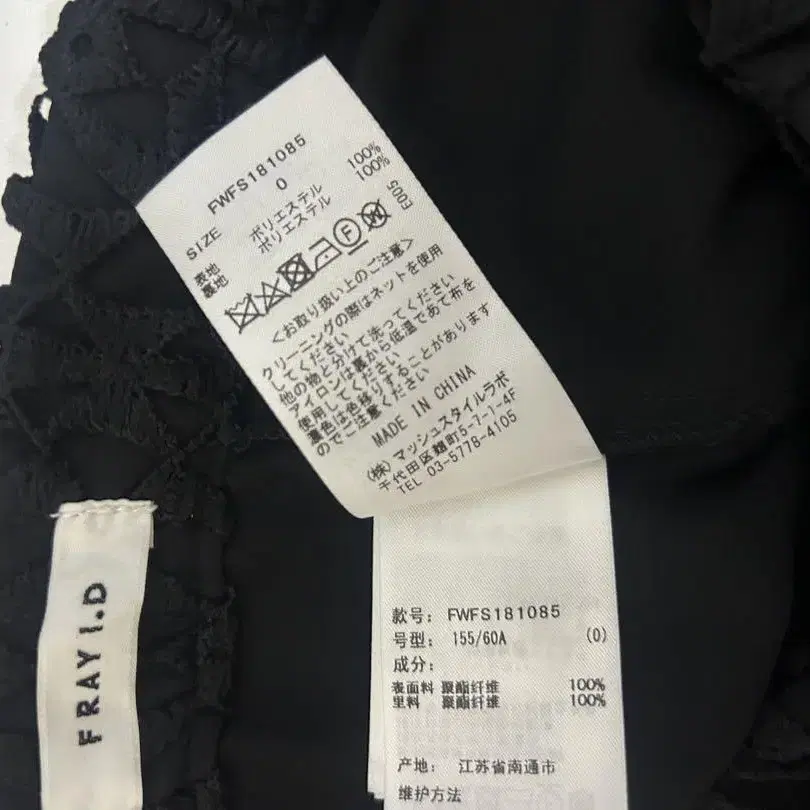 FWFS181085
SIZE 0
表地 ポリエステル 100%
裏地 ポリエステル 100%
E005
<お取り扱い上のご注意>
クリーニングの際はネットを使用
してください
他の物と分けて洗ってください
アイロンは裏から低温であて布を
使用してください
濃色は色移りすることがあります
のでご注意ください
MADE IN CHINA
(株)マッシュスタイルラボ
千代田区麹町5-7-1-4F
TEL 03-5778-4105
FRAY I.D
款号: FWFS181085
号型: 155/60A (0)
成分:
表面料 聚酯纤维 100%
里料 聚酯纤维 100%
产地: 江苏省南通市
维护方法